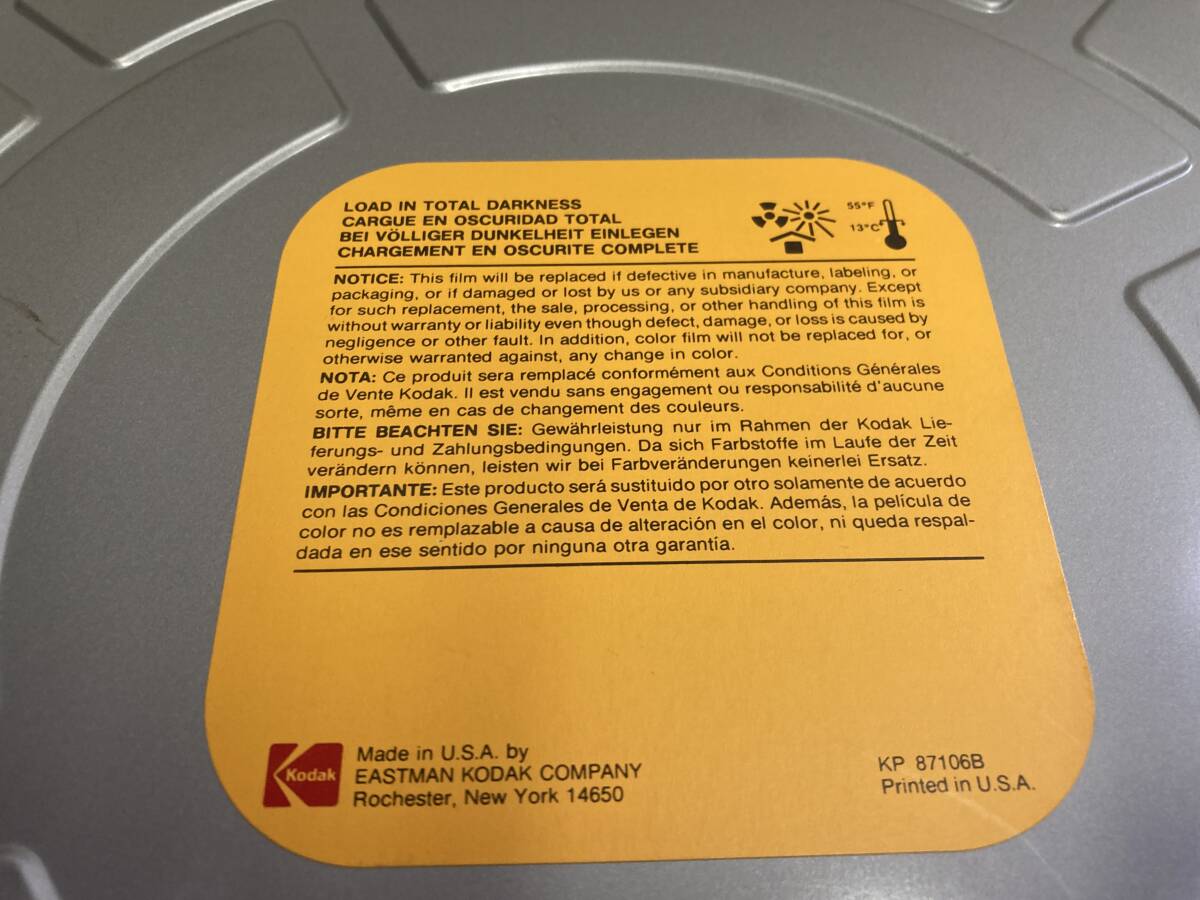 LOAD IN TOTAL DARKNESS
CARGUE EN OSCURIDAD TOTAL
BEI VÖLLIGER DUNKELHEIT EINLEGEN
CHARGEMENT EN OSCURITE COMPLETE
55°F
13°C
NOTICE: This film will be replaced if defective in manufacture, labeling, or
packaging, or if damaged or lost by us or any subsidiary company. Except
for such replacement, the sale, processing, or other handling of this film is
without warranty or liability even though defect, damage, or loss is caused by
negligence or other fault. In addition, color film will not be replaced for, or
otherwise warranted against, any change in color.
NOTA: Ce produit sera remplacé conformément aux Conditions Générales
de Vente Kodak. Il est vendu sans engagement ou responsabilité d'aucune
sorte, même en cas de changement des couleurs.
BITTE BEACHTEN SIE: Gewährleistung nur im Rahmen der Kodak Lie-
ferungs- und Zahlungsbedingungen. Da sich Farbstoffe im Laufe der Zeit
verändern können, leisten wir bei Farbveränderungen keinerlei Ersatz.
IMPORTANTE: Este producto será sustituido por otro solamente de acuerdo
con las Condiciones Generales de Venta de Kodak. Además, la película de
color no es remplazable a causa de alteración en el color, ni queda respal-
dada en ese sentido por ninguna otra garantía.
Kodak
Made in U.S.A. by
EASTMAN KODAK COMPANY
Rochester, New York 14650
KP 87106B
Printed in U.S.A.